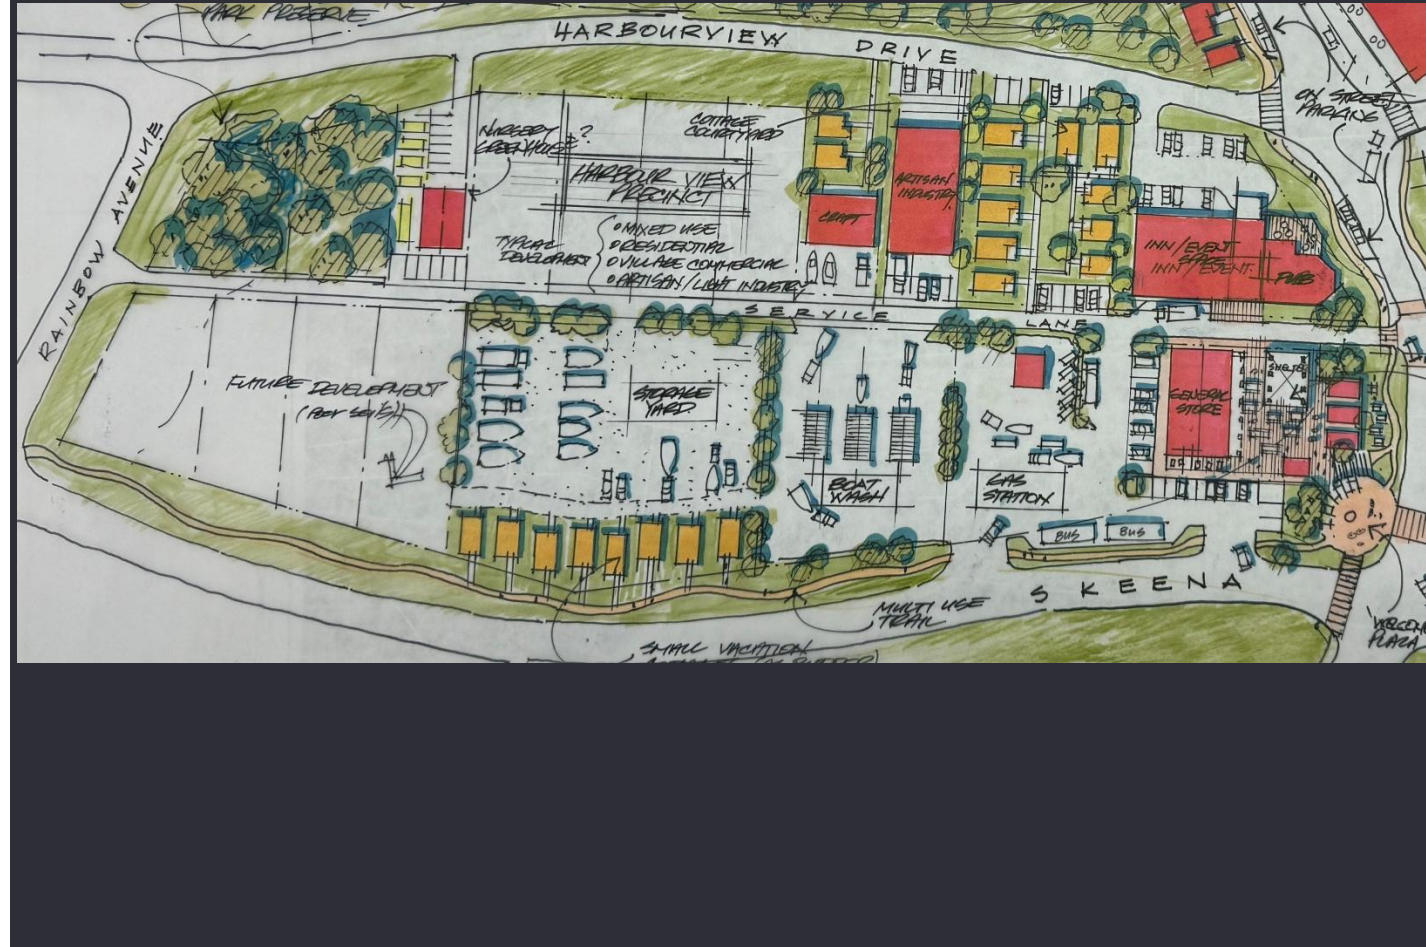 PARK PRESERVE
HARBOURVIEW DRIVE
ON STREET
PARKING
RAINBOW AVENUE
NURSERY ?
GREENHOUSE
COTTAGE
COURTYARD
HARBOUR VIEW
PRECINCT
TYPICAL
DEVELOPMENT
• MIXED USE
• RESIDENTIAL
• VILLAGE COMMERCIAL
• ARTISAN/LIGHT INDUSTRY
CRAFT
ARTISAN
INDUSTRY
INN/EVENT
SPACE
INN/EVENT
PUB
SERVICE LANE
FUTURE DEVELOPMENT
STORAGE
YARD
BOAT
WASH
GAS
STATION
GENERAL
STORE
SHELTER
BUS
BUS
SKEENA
MULTI USE
TRAIL
WELCOME
PLAZA
SMALL VACATION